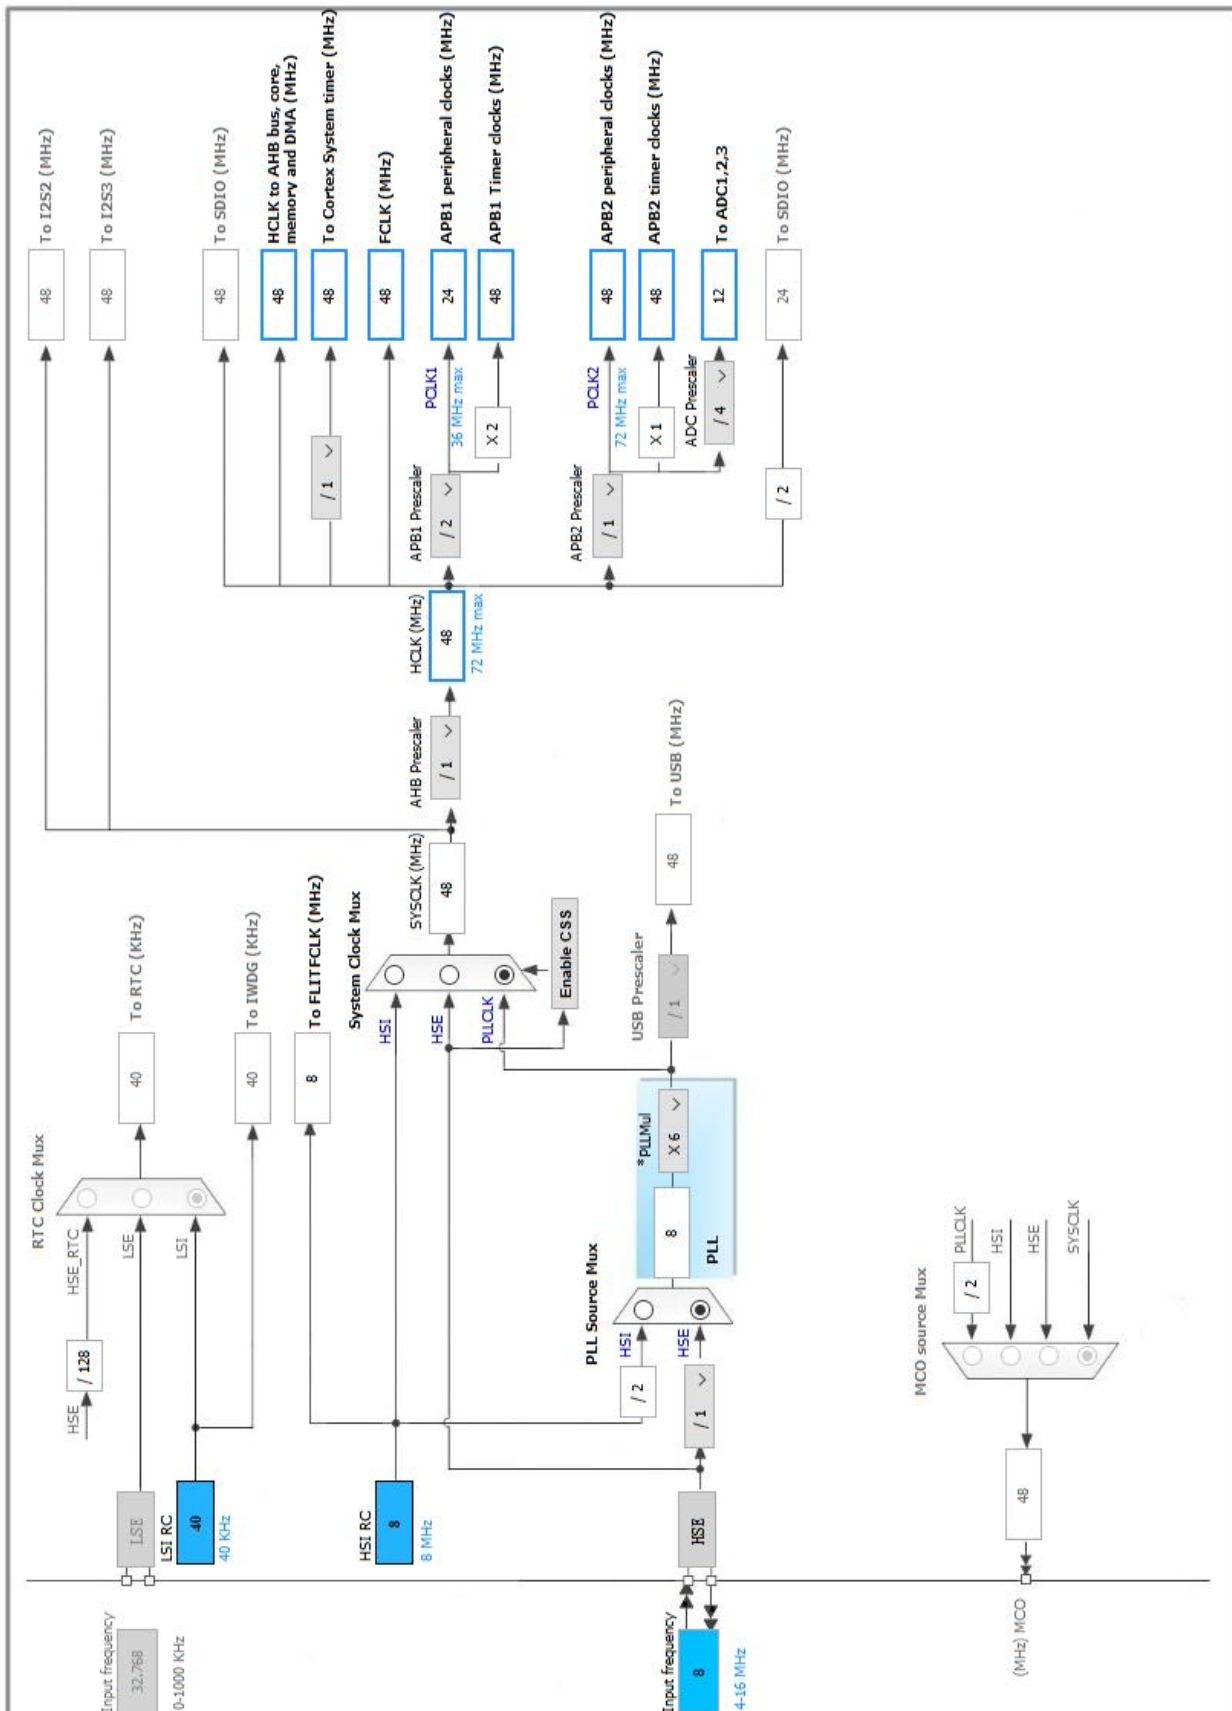 Input frequency
32.768
0-1000 KHz
LSE
LSI RC
40
40 KHz
HSE
/ 128
HSE_RTC
LSE
LSI
RTC Clock Mux
40
To RTC (KHz)
40
To IWDG (KHz)
8
To FLITFCLK (MHz)
HSI RC
8
8 MHz
System Clock Mux
HSI
HSE
PLLCLK
Enable CSS
SYSCLK (MHz)
48
AHB Prescaler
/ 1
HCLK (MHz)
48
72 MHz max
48
To I2S2 (MHz)
48
To I2S3 (MHz)
48
To SDIO (MHz)
48
HCLK to AHB bus, core,
memory and DMA (MHz)
/ 1
48
To Cortex System timer (MHz)
48
FCLK (MHz)
APB1 Prescaler
/ 2
PCLK1
36 MHz max
24
APB1 peripheral clocks (MHz)
X 2
48
APB1 Timer clocks (MHz)
APB2 Prescaler
/ 1
PCLK2
72 MHz max
48
APB2 peripheral clocks (MHz)
X 1
48
APB2 timer clocks (MHz)
ADC Prescaler
/ 4
12
To ADC1,2,3
/ 2
24
To SDIO (MHz)
Input frequency
8
4-16 MHz
HSE
/ 2
/ 1
PLL Source Mux
HSI
HSE
8
*PLLMul
X 6
PLL
USB Prescaler
/ 1
48
To USB (MHz)
(MHz) MCO
48
MCO source Mux
/ 2
PLLCLK
HSI
HSE
SYSCLK